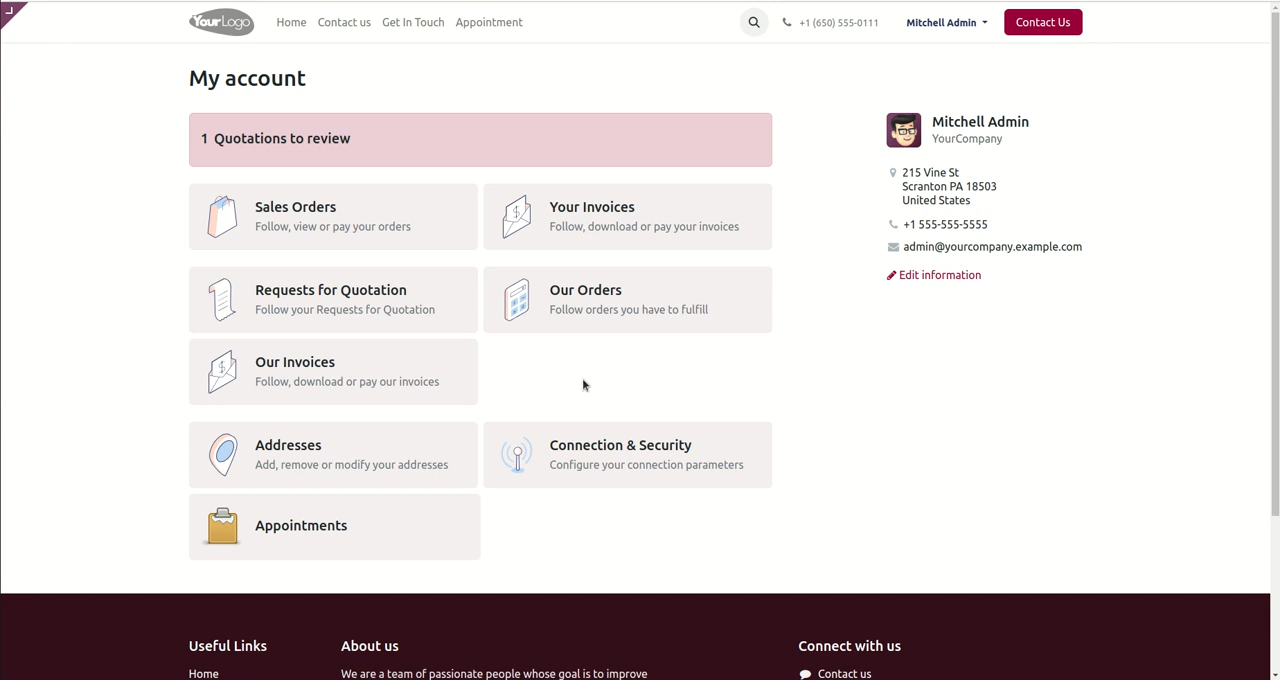 YourLogo
Home Contact us Get In Touch Appointment
+1 (650) 555-0111
Mitchell Admin
Contact Us
My account
1 Quotations to review
Sales Orders
Follow, view or pay your orders
Your Invoices
Follow, download or pay your invoices
Requests for Quotation
Follow your Requests for Quotation
Our Orders
Follow orders you have to fulfill
Our Invoices
Follow, download or pay our invoices
Addresses
Add, remove or modify your addresses
Connection & Security
Configure your connection parameters
Appointments
Mitchell Admin
YourCompany
215 Vine St
Scranton PA 18503
United States
+1 555-555-5555
admin@yourcompany.example.com
Edit information
Useful Links
Home
About us
We are a team of passionate people whose goal is to improve
Connect with us
Contact us